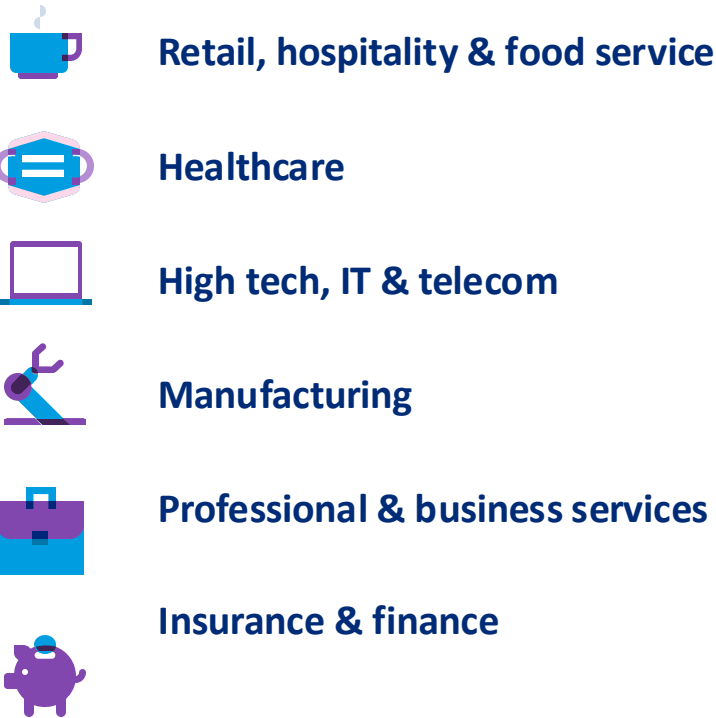 Retail, hospitality & food service
Healthcare
High tech, IT & telecom
Manufacturing
Professional & business services
Insurance & finance